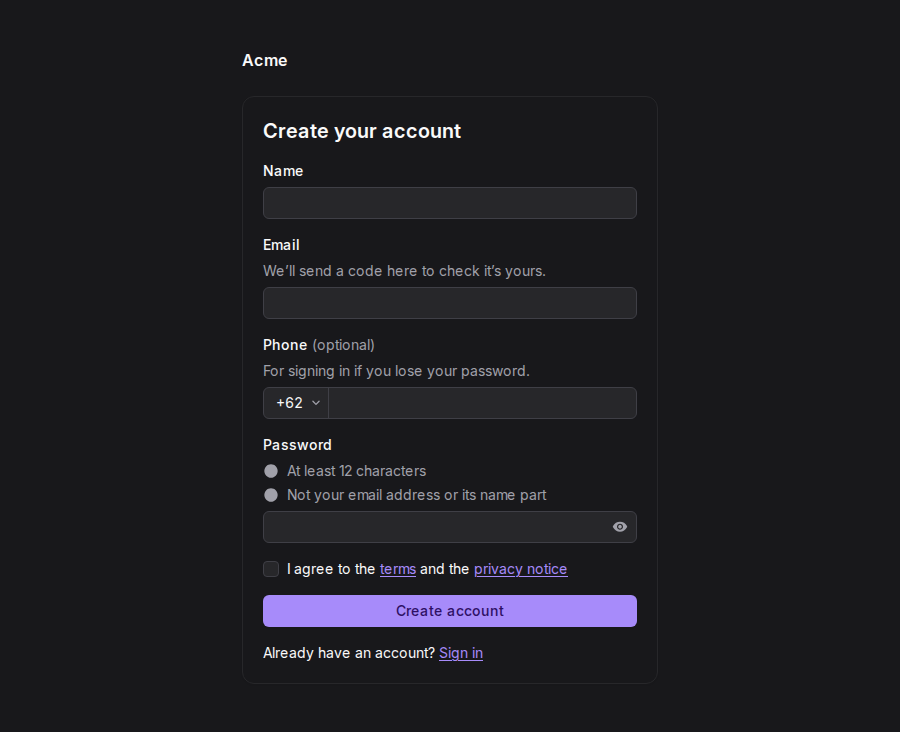 Acme
Create your account
Name
Email
We’ll send a code here to check it’s yours.
Phone (optional)
For signing in if you lose your password.
+62
Password
At least 12 characters
Not your email address or its name part
I agree to the terms and the privacy notice
Create account
Already have an account? Sign in